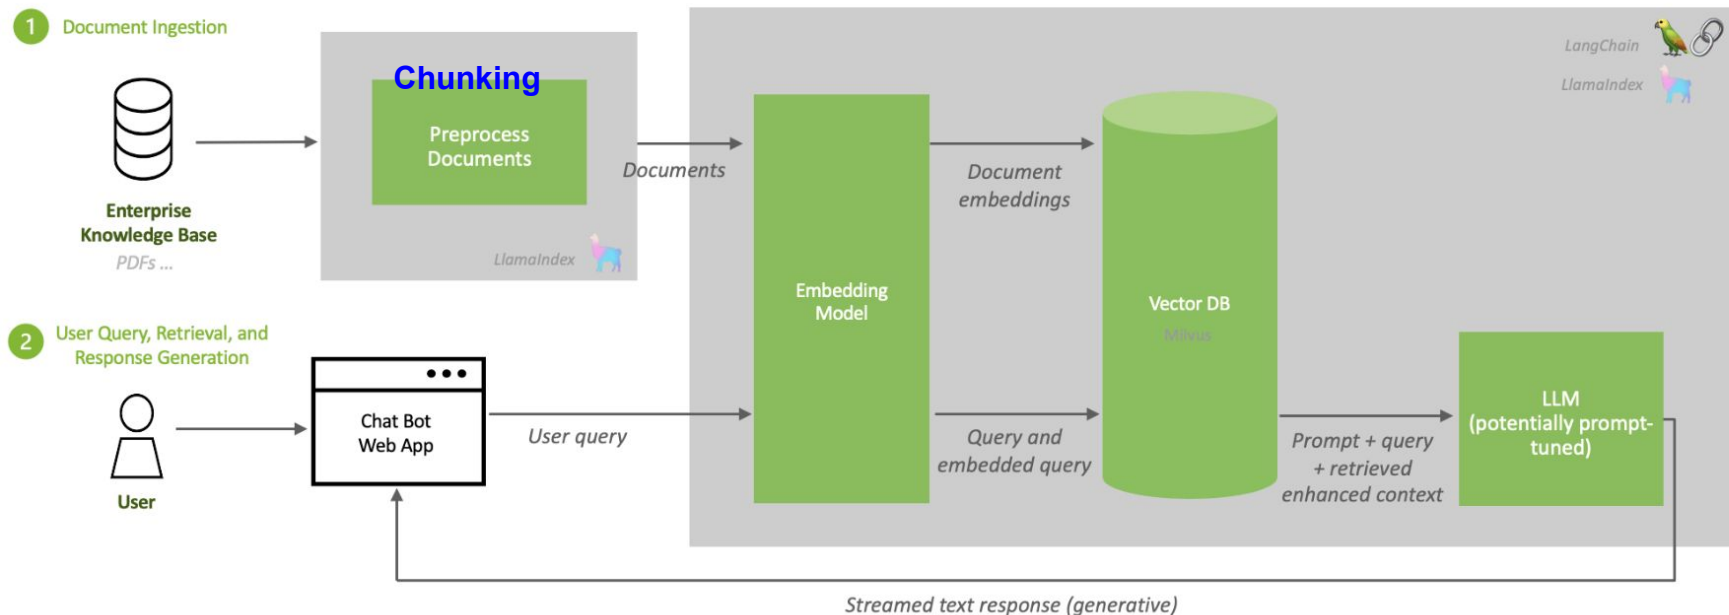 1 Document Ingestion
Chunking
Preprocess
Documents
LlamaIndex
Enterprise
Knowledge Base
PDFs ...
Documents
Embedding
Model
Document
embeddings
Vector DB
Milvus
LangChain
LlamaIndex
2 User Query, Retrieval, and
Response Generation
User
Chat Bot
Web App
User query
Query and
embedded query
Prompt + query
+ retrieved
enhanced context
LLM
(potentially prompt-
tuned)
Streamed text response (generative)